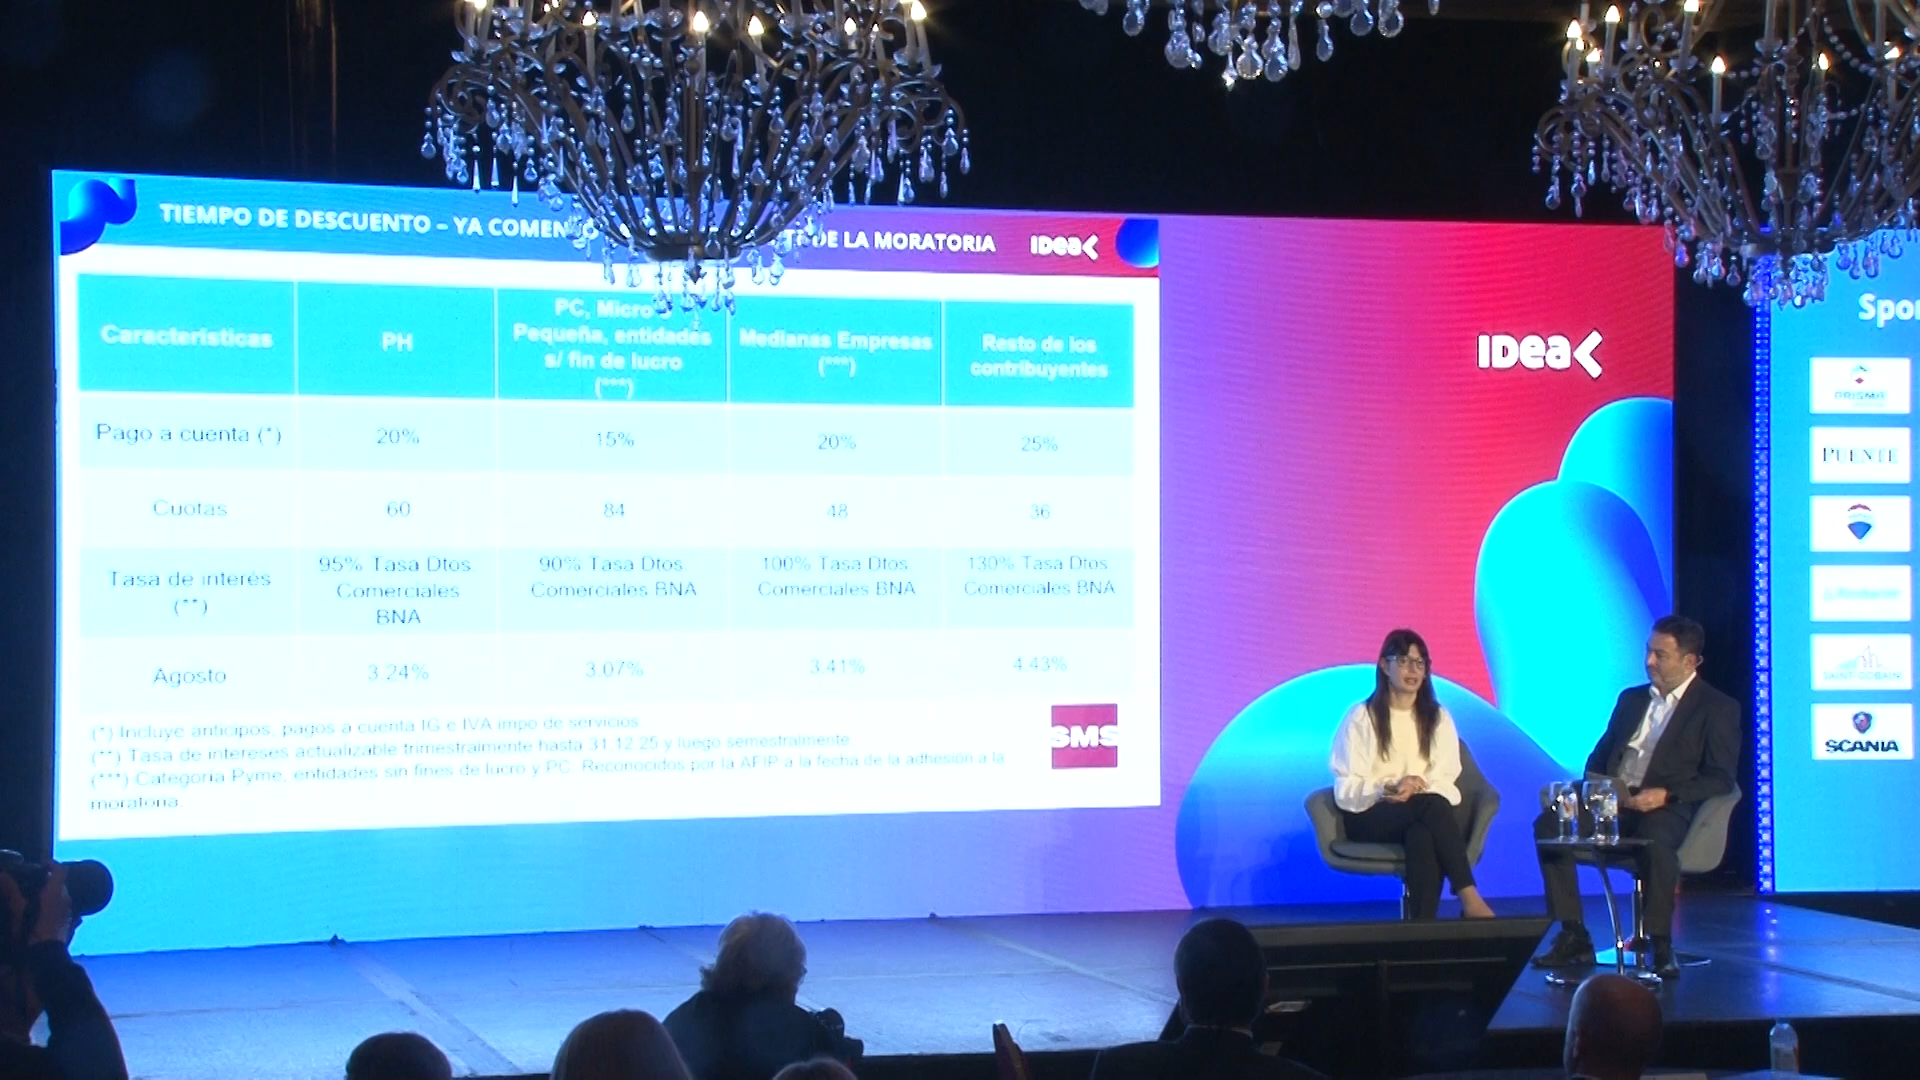 TIEMPO DE DESCUENTO – YA COMENZÓ
DE LA MORATORIA
IDea
Características
PH
PC, Micro
Pequeña, entidades
s/ fin de lucro
(***)
Medianas Empresas
(***)
Resto de los
contribuyentes
Pago a cuenta (*)
20%
15%
20%
25%
Cuotas
60
84
48
36
Tasa de interés
(**)
95% Tasa Dtos
Comerciales
BNA
90% Tasa Dtos
Comerciales BNA
100% Tasa Dtos
Comerciales BNA
130% Tasa Dtos
Comerciales BNA
Agosto
3.24%
3.07%
3.41%
4.43%
(*) Incluye anticipos, pagos a cuenta IG e IVA impo de servicios
(**) Tasa de intereses actualizable trimestralmente hasta 31.12.25 y luego semestralmente
(***) Categoría Pyme, entidades sin fines de lucro y PC. Reconocidos por la AFIP a la fecha de la adhesión a la
moratoria
SMS
IDea
Spo
PRISMA
PUENTE
SAINT-GOBAIN
SCANIA